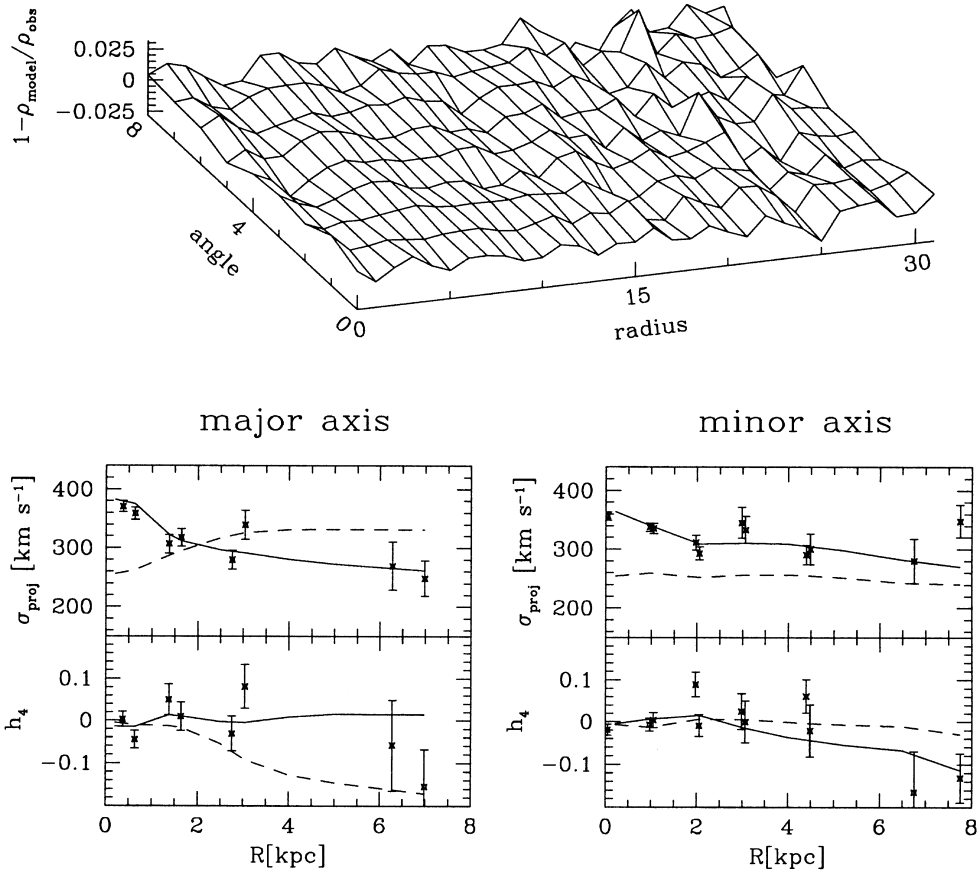 1−ρmodel/ρobs
0.025
0
−0.025
8
4
0
angle
0
15
30
radius
major axis
minor axis
σproj [km s⁻¹]
400
300
200
h₄
0.1
0
−0.1
0 2 4 6 8
R[kpc]
σproj [km s⁻¹]
400
300
200
h₄
0.1
0
−0.1
0 2 4 6 8
R[kpc]